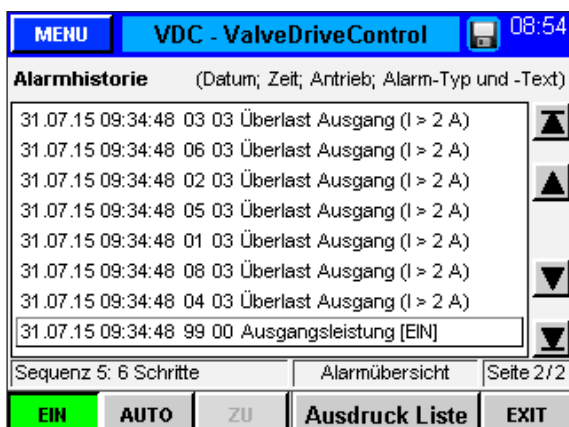 MENU VDC - ValveDriveControl 08:54
Alarmhistorie (Datum; Zeit; Antrieb; Alarm-Typ und -Text)
31.07.15 09:34:48 03 03 Überlast Ausgang (I > 2 A)
31.07.15 09:34:48 06 03 Überlast Ausgang (I > 2 A)
31.07.15 09:34:48 02 03 Überlast Ausgang (I > 2 A)
31.07.15 09:34:48 05 03 Überlast Ausgang (I > 2 A)
31.07.15 09:34:48 01 03 Überlast Ausgang (I > 2 A)
31.07.15 09:34:48 08 03 Überlast Ausgang (I > 2 A)
31.07.15 09:34:48 04 03 Überlast Ausgang (I > 2 A)
31.07.15 09:34:48 99 00 Ausgangsleistung [EIN]
Sequenz 5: 6 Schritte Alarmübersicht Seite 2/2
EIN AUTO ZU Ausdruck Liste EXIT